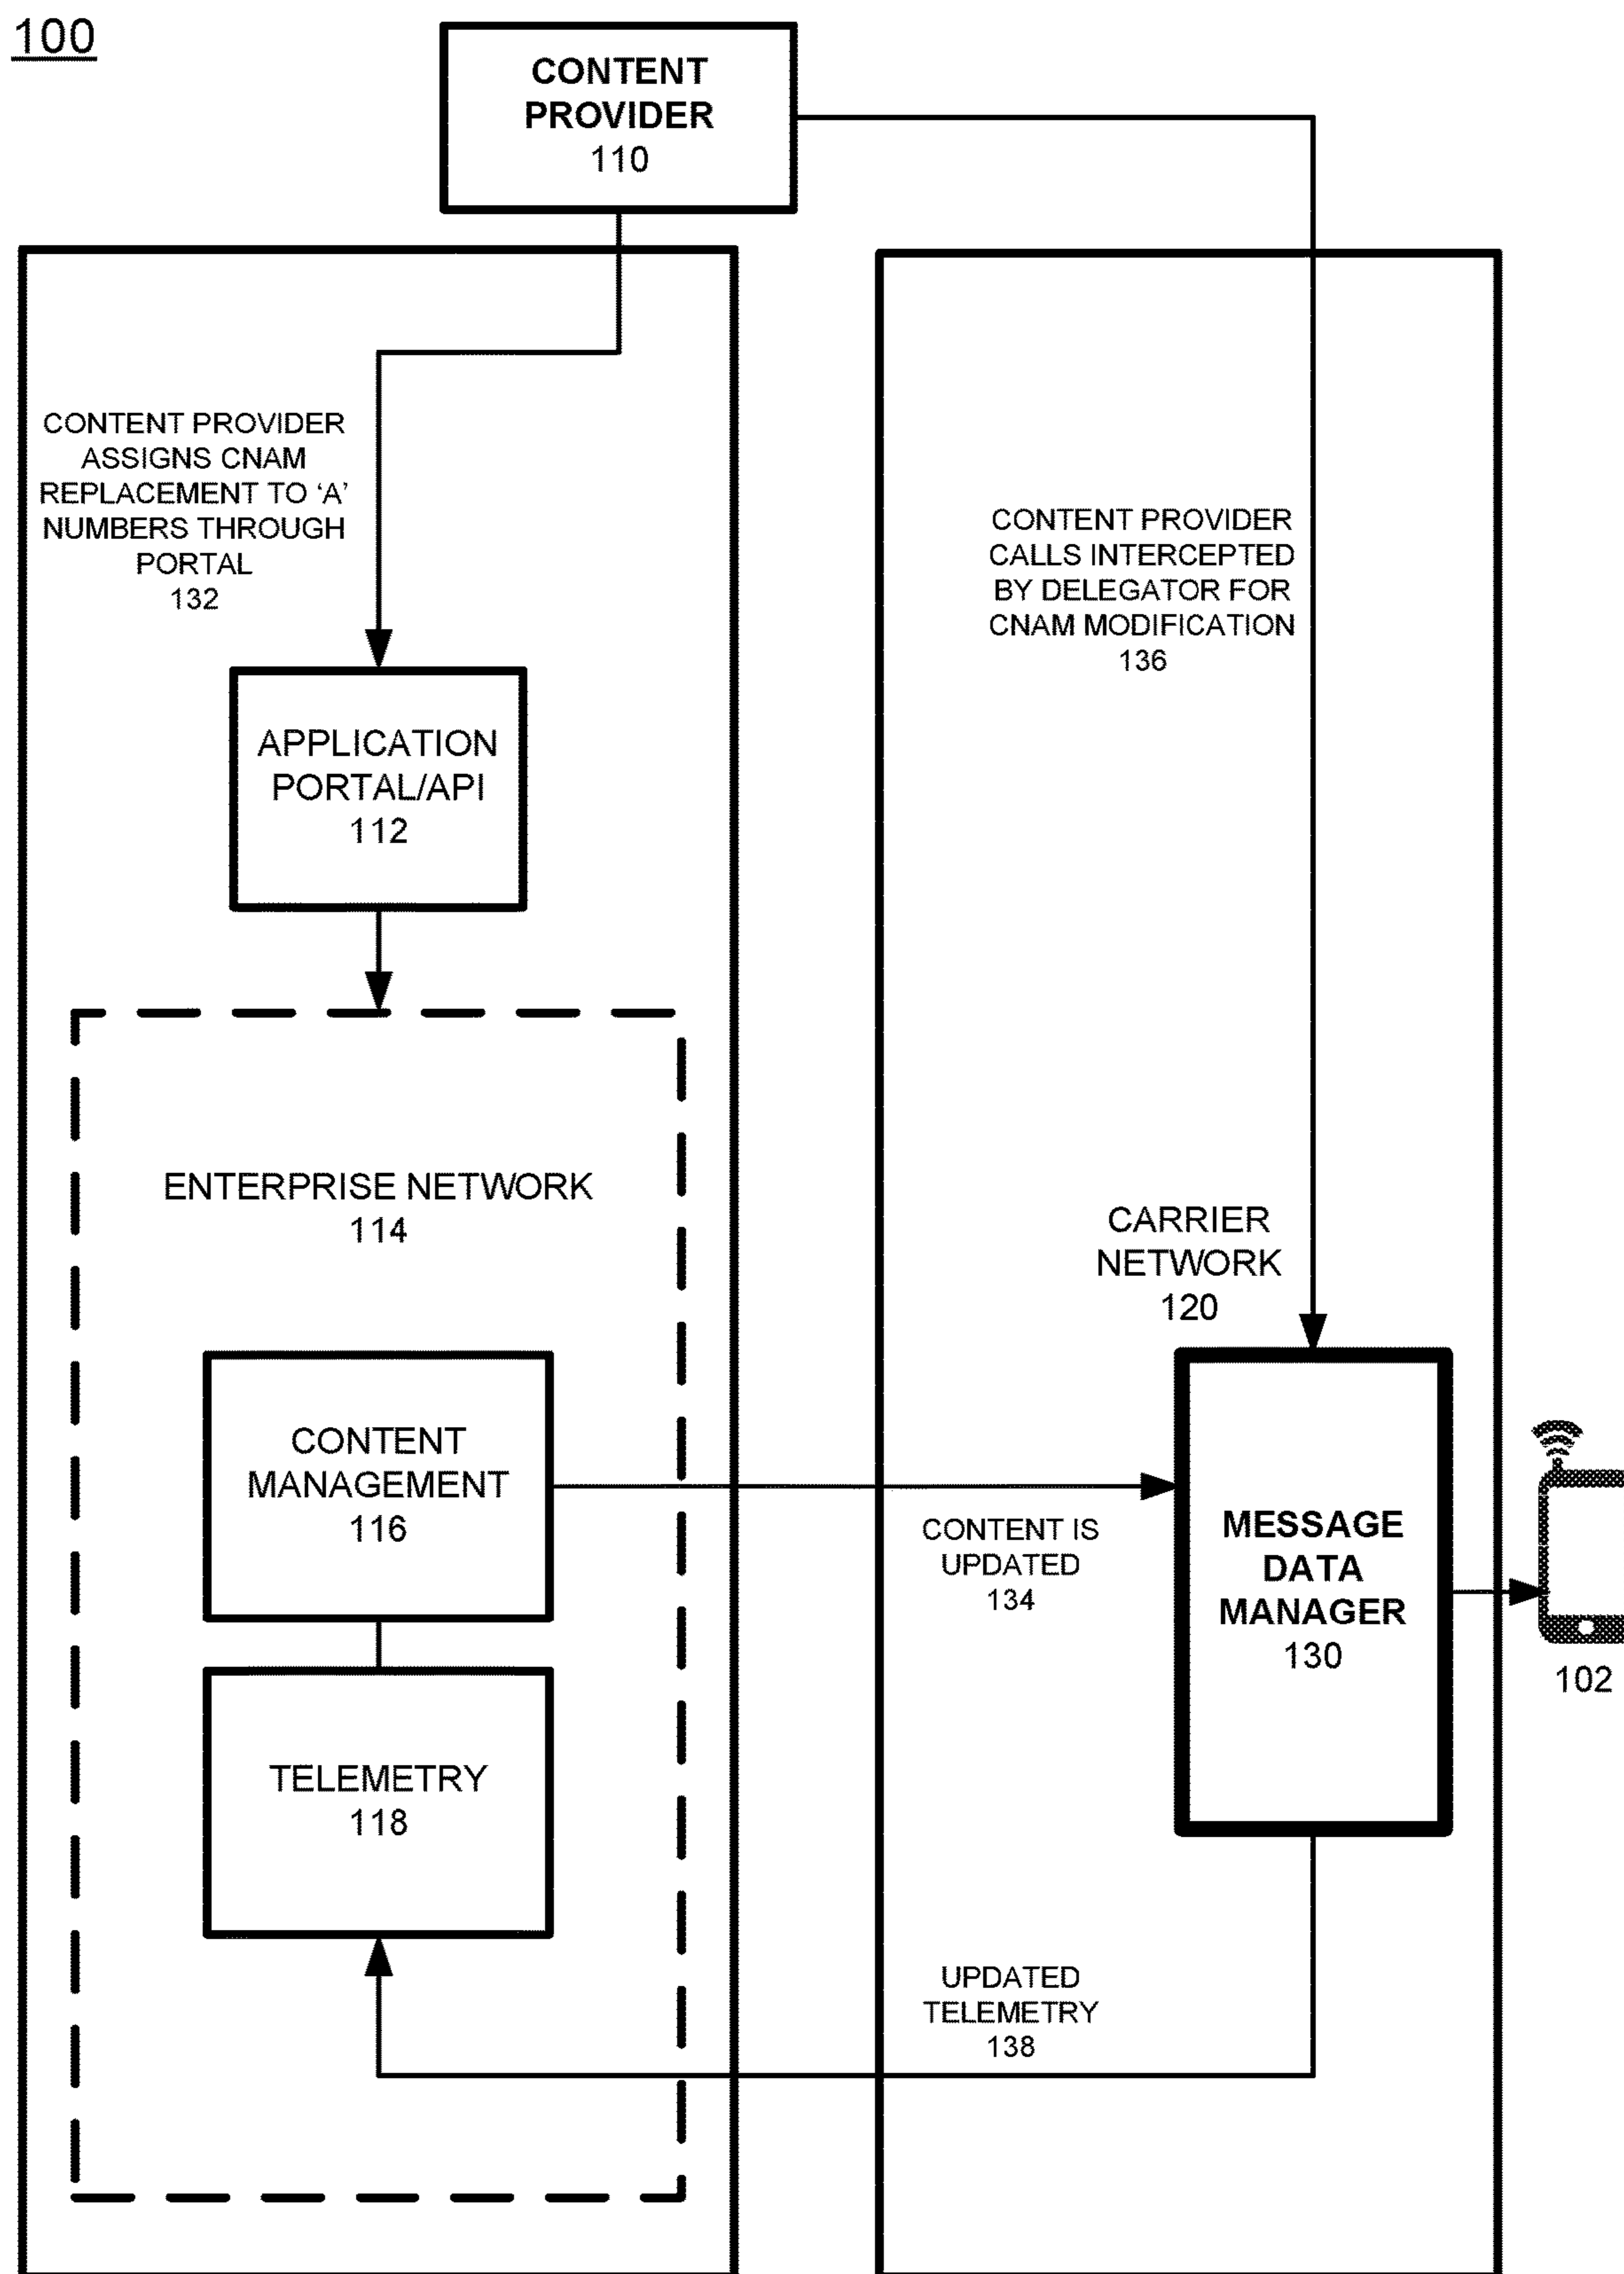 100
CONTENT
PROVIDER
110
CONTENT PROVIDER
ASSIGNS CNAM
REPLACEMENT TO ‘A’
NUMBERS THROUGH
PORTAL
132
CONTENT PROVIDER
CALLS INTERCEPTED
BY DELEGATOR FOR
CNAM MODIFICATION
136
APPLICATION
PORTAL/API
112
ENTERPRISE NETWORK
114
CARRIER
NETWORK
120
CONTENT
MANAGEMENT
116
CONTENT IS
UPDATED
134
MESSAGE
DATA
MANAGER
130
102
TELEMETRY
118
UPDATED
TELEMETRY
138